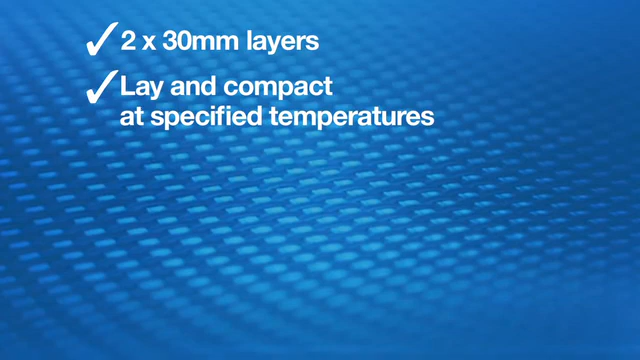 ✓ 2 x 30mm layers
✓ Lay and compact
at specified temperatures